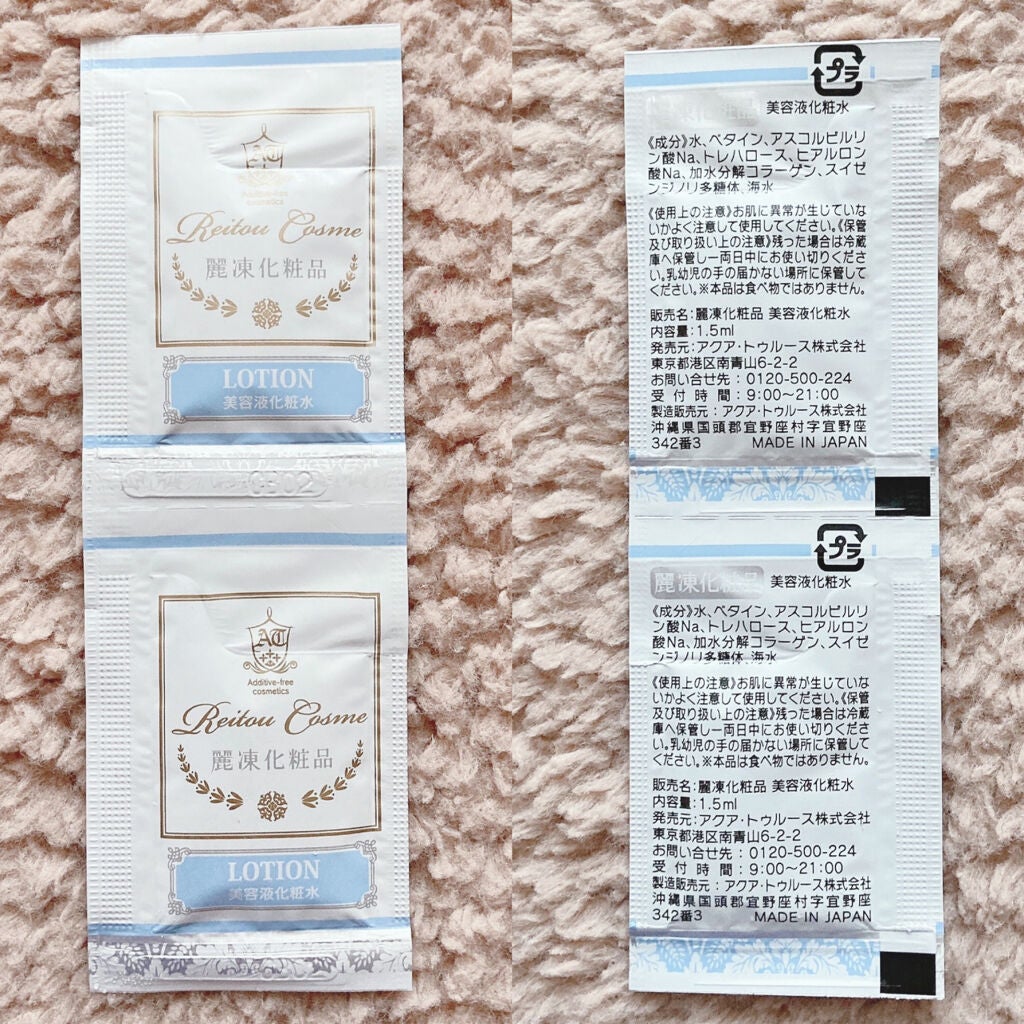 Reitou Cosme
麗凍化粧品
LOTION
美容液化粧水
0302
AT
Additive-free
cosmetics
Reitou Cosme
麗凍化粧品
LOTION
美容液化粧水
プラ
美容液化粧水
《成分》水、ベタイン、アスコルビルリ
ン酸Na、トレハロース、ヒアルロン
酸Na、加水分解コラーゲン、スイゼ
ンジノリ多糖体、海水
《使用上の注意》お肌に異常が生じていな
いかよく注意して使用してください。《保管
及び取り扱い上の注意》残った場合は冷蔵
庫へ保管し一両日中にお使い切りくださ
い。乳幼児の手の届かない場所に保管して
ください。※本品は食べ物ではありません。
販売名:麗凍化粧品 美容液化粧水
内容量:1.5ml
発売元:アクア・トゥルース株式会社
東京都港区南青山6-2-2
お問い合せ先 : 0120-500-224
受付時間 : 9:00〜21:00
製造販売元 : アクア・トゥルース株式会社
沖縄県国頭郡宜野座村字宜野座
342番3 MADE IN JAPAN
プラ
麗凍化粧品 美容液化粧水
《成分》水、ベタイン、アスコルビルリ
ン酸Na、トレハロース、ヒアルロン
酸Na、加水分解コラーゲン、スイゼ
ンジノリ多糖体、海水
《使用上の注意》お肌に異常が生じていな
いかよく注意して使用してください。《保管
及び取り扱い上の注意》残った場合は冷蔵
庫へ保管し一両日中にお使い切りくださ
い。乳幼児の手の届かない場所に保管して
ください。※本品は食べ物ではありません。
販売名:麗凍化粧品 美容液化粧水
内容量:1.5ml
発売元:アクア・トゥルース株式会社
東京都港区南青山6-2-2
お問い合せ先 : 0120-500-224
受付時間 : 9:00〜21:00
製造販売元 : アクア・トゥルース株式会社
沖縄県国頭郡宜野座村字宜野座
342番3 MADE IN JAPAN